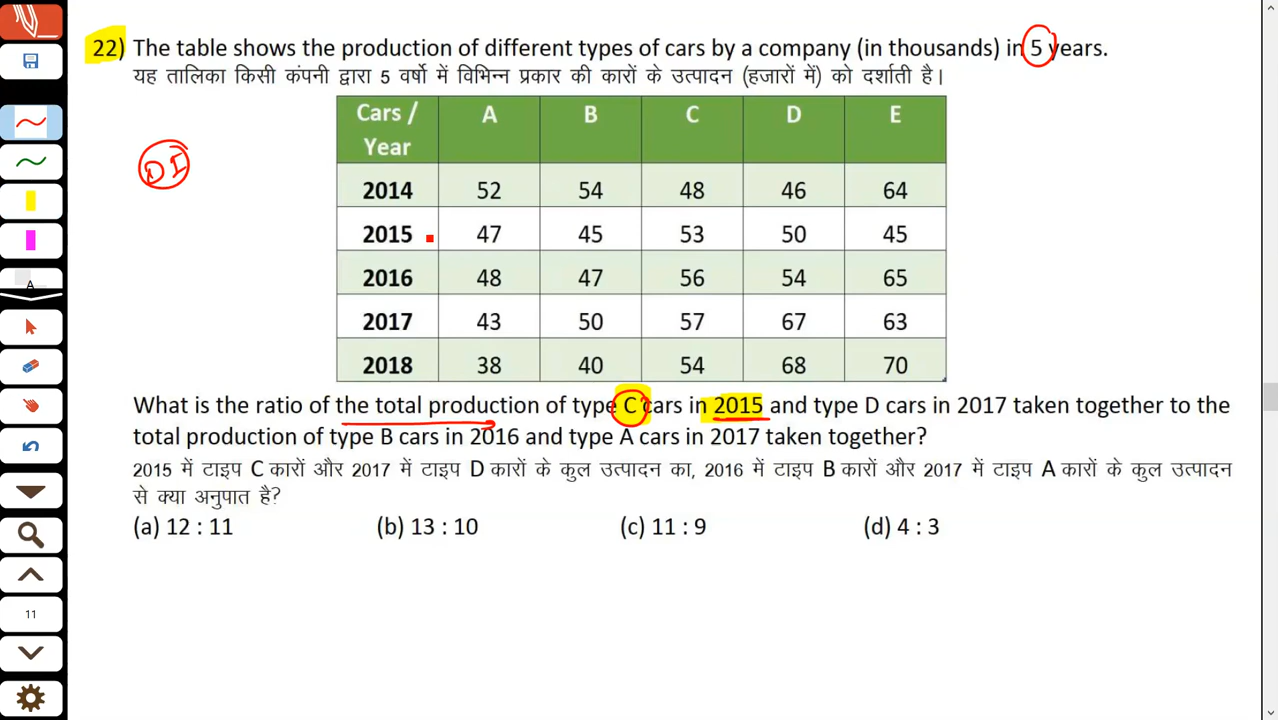 22) The table shows the production of different types of cars by a company (in thousands) in 5 years.
यह तालिका किसी कंपनी द्वारा 5 वर्षो में विभिन्न प्रकार की कारों के उत्पादन (हजारों में) को दर्शाती है।
DI
Cars / Year A B C D E
2014 52 54 48 46 64
2015 47 45 53 50 45
2016 48 47 56 54 65
2017 43 50 57 67 63
2018 38 40 54 68 70
What is the ratio of the total production of type C cars in 2015 and type D cars in 2017 taken together to the
total production of type B cars in 2016 and type A cars in 2017 taken together?
2015 में टाइप C कारों और 2017 में टाइप D कारों के कुल उत्पादन का, 2016 में टाइप B कारों और 2017 में टाइप A कारों के कुल उत्पादन
से क्या अनुपात है?
(a) 12 : 11 (b) 13 : 10 (c) 11 : 9 (d) 4 : 3
A
11